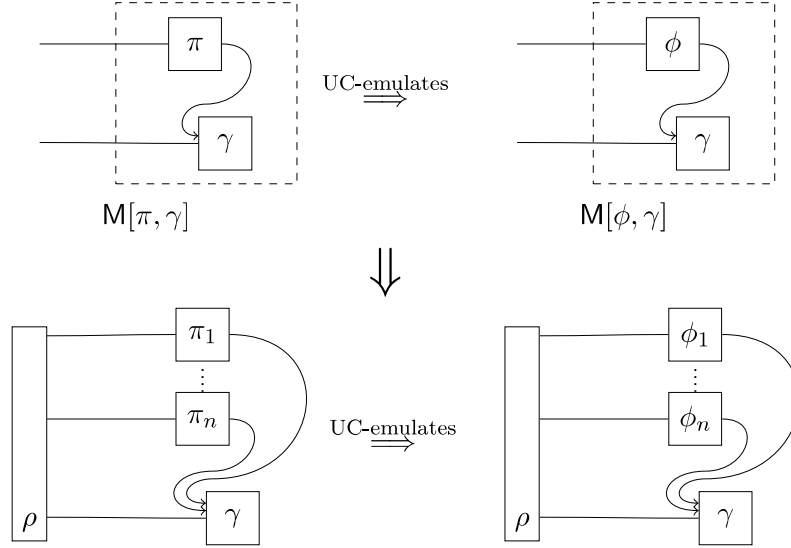 π
UC-emulates
ϕ
γ
γ
M[π, γ]
M[ϕ, γ]
π₁
ϕ₁
πₙ
UC-emulates
ϕₙ
ρ
γ
ρ
γ